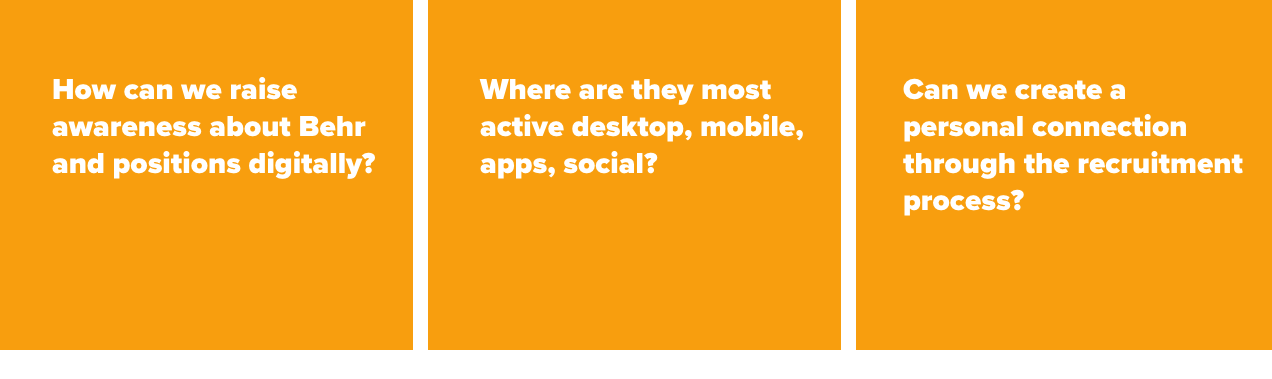 How can we raise
awareness about Behr
and positions digitally?
Where are they most
active desktop, mobile,
apps, social?
Can we create a
personal connection
through the recruitment
process?